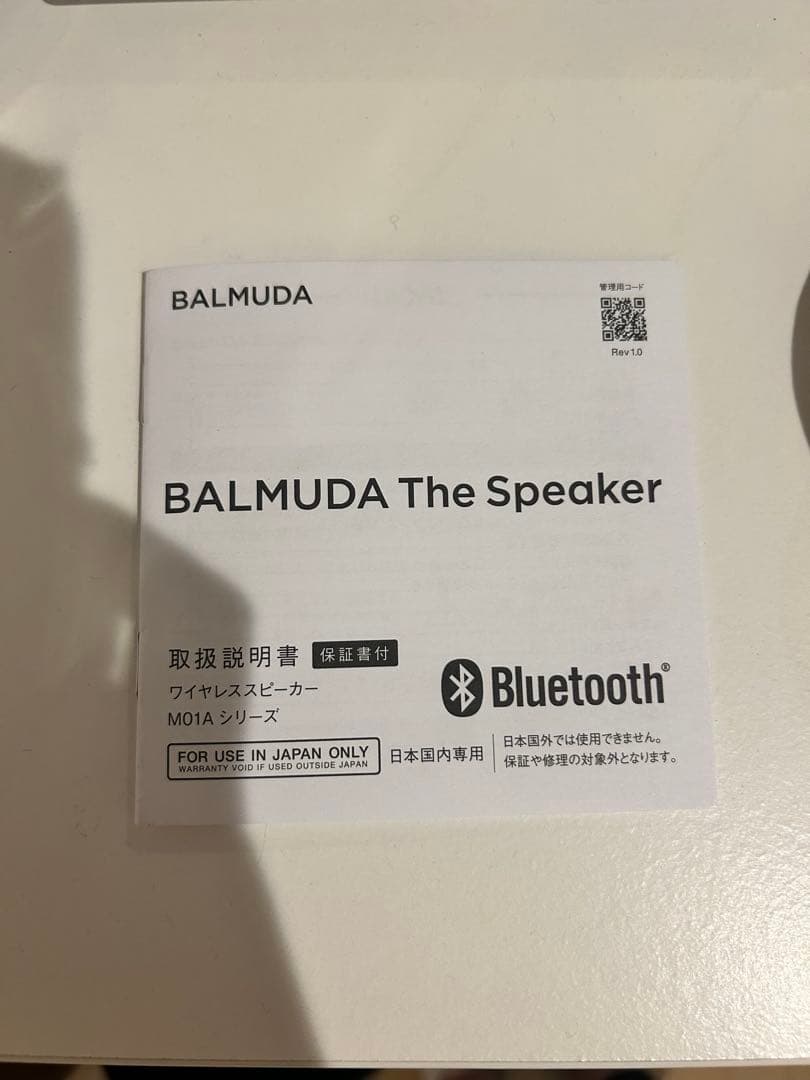 BALMUDA
管理用コード
Rev1.0
BALMUDA The Speaker
取扱説明書 保証書付
ワイヤレススピーカー
M01A シリーズ
Bluetooth®
FOR USE IN JAPAN ONLY
WARRANTY VOID IF USED OUTSIDE JAPAN
日本国内専用
日本国外では使用できません。
保証や修理の対象外となります。